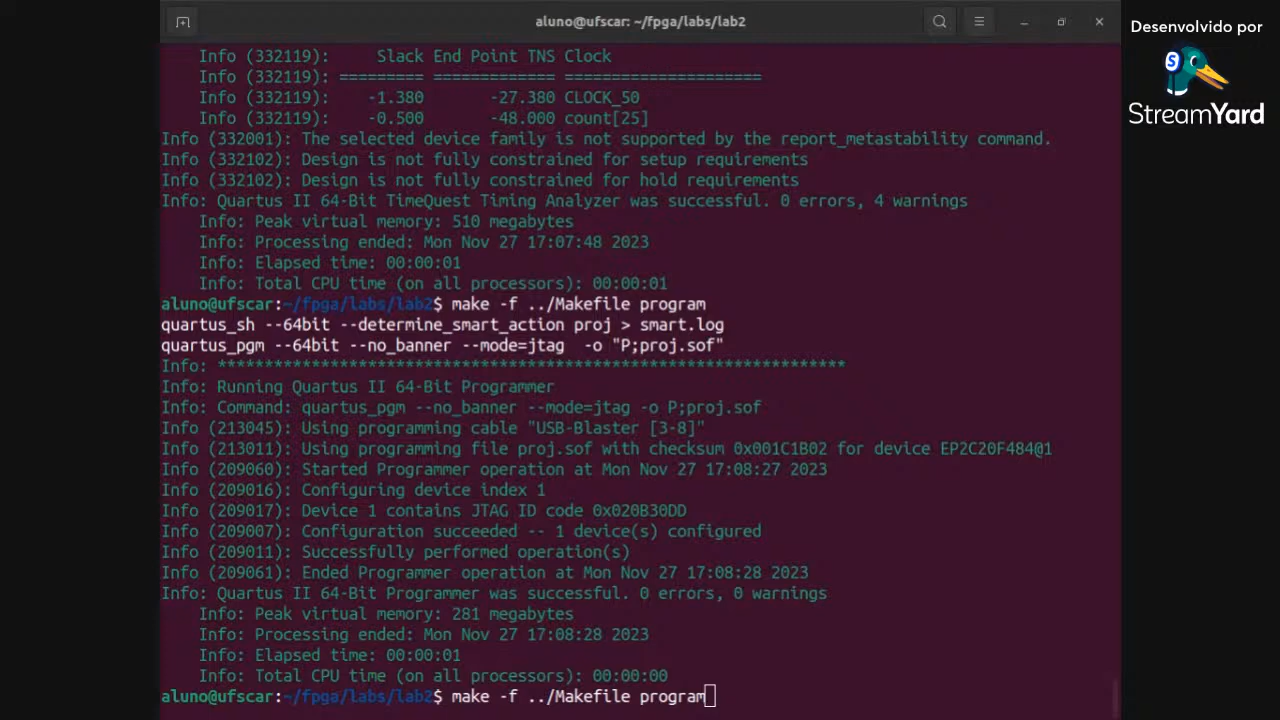 aluno@ufscar: ~/fpga/labs/lab2
Desenvolvido por
S
StreamYard
Info (332119):     Slack End Point TNS Clock
Info (332119): ========= ============= =====================
Info (332119):    -1.380       -27.380 CLOCK_50
Info (332119):    -0.500       -48.000 count[25]
Info (332001): The selected device family is not supported by the report_metastability command.
Info (332102): Design is not fully constrained for setup requirements
Info (332102): Design is not fully constrained for hold requirements
Info: Quartus II 64-Bit TimeQuest Timing Analyzer was successful. 0 errors, 4 warnings
Info: Peak virtual memory: 510 megabytes
Info: Processing ended: Mon Nov 27 17:07:48 2023
Info: Elapsed time: 00:00:01
Info: Total CPU time (on all processors): 00:00:01
aluno@ufscar:~/fpga/labs/lab2$ make -f ../Makefile program
quartus_sh --64bit --determine_smart_action proj > smart.log
quartus_pgm --64bit --no_banner --mode=jtag  -o "P;proj.sof"
Info: *******************************************************************
Info: Running Quartus II 64-Bit Programmer
Info: Command: quartus_pgm --no_banner --mode=jtag -o P;proj.sof
Info (213045): Using programming cable "USB-Blaster [3-8]"
Info (213011): Using programming file proj.sof with checksum 0x001C1B02 for device EP2C20F484@1
Info (209060): Started Programmer operation at Mon Nov 27 17:08:27 2023
Info (209016): Configuring device index 1
Info (209017): Device 1 contains JTAG ID code 0x020B30DD
Info (209007): Configuration succeeded -- 1 device(s) configured
Info (209011): Successfully performed operation(s)
Info (209061): Ended Programmer operation at Mon Nov 27 17:08:28 2023
Info: Quartus II 64-Bit Programmer was successful. 0 errors, 0 warnings
Info: Peak virtual memory: 281 megabytes
Info: Processing ended: Mon Nov 27 17:08:28 2023
Info: Elapsed time: 00:00:01
Info: Total CPU time (on all processors): 00:00:00
aluno@ufscar:~/fpga/labs/lab2$ make -f ../Makefile program